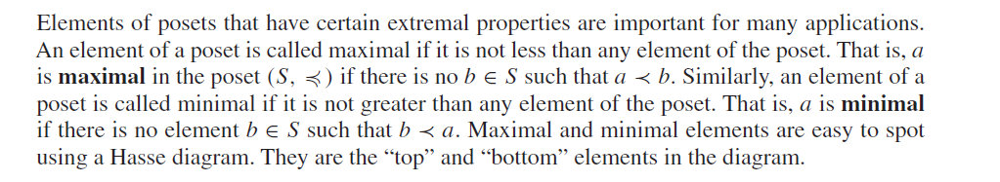 Elements of posets that have certain extremal properties are important for many applications.
An element of a poset is called maximal if it is not less than any element of the poset. That is, a
is maximal in the poset (S, ≼) if there is no b ∈ S such that a ≺ b. Similarly, an element of a
poset is called minimal if it is not greater than any element of the poset. That is, a is minimal
if there is no element b ∈ S such that b ≺ a. Maximal and minimal elements are easy to spot
using a Hasse diagram. They are the “top” and “bottom” elements in the diagram.